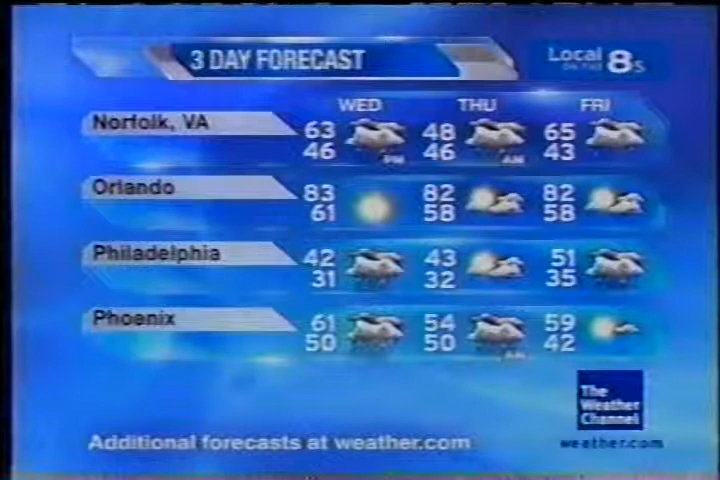 3 DAY FORECAST
Local ON THE 8s
WED THU FRI
Norfolk, VA 63 48 65
46 PM 46 AM 43
Orlando 83 82 82
61 58 58
Philadelphia 42 43 51
31 32 35
Phoenix 61 54 59
50 50 AM 42
The
Weather
Channel
Additional forecasts at weather.com
weather.com